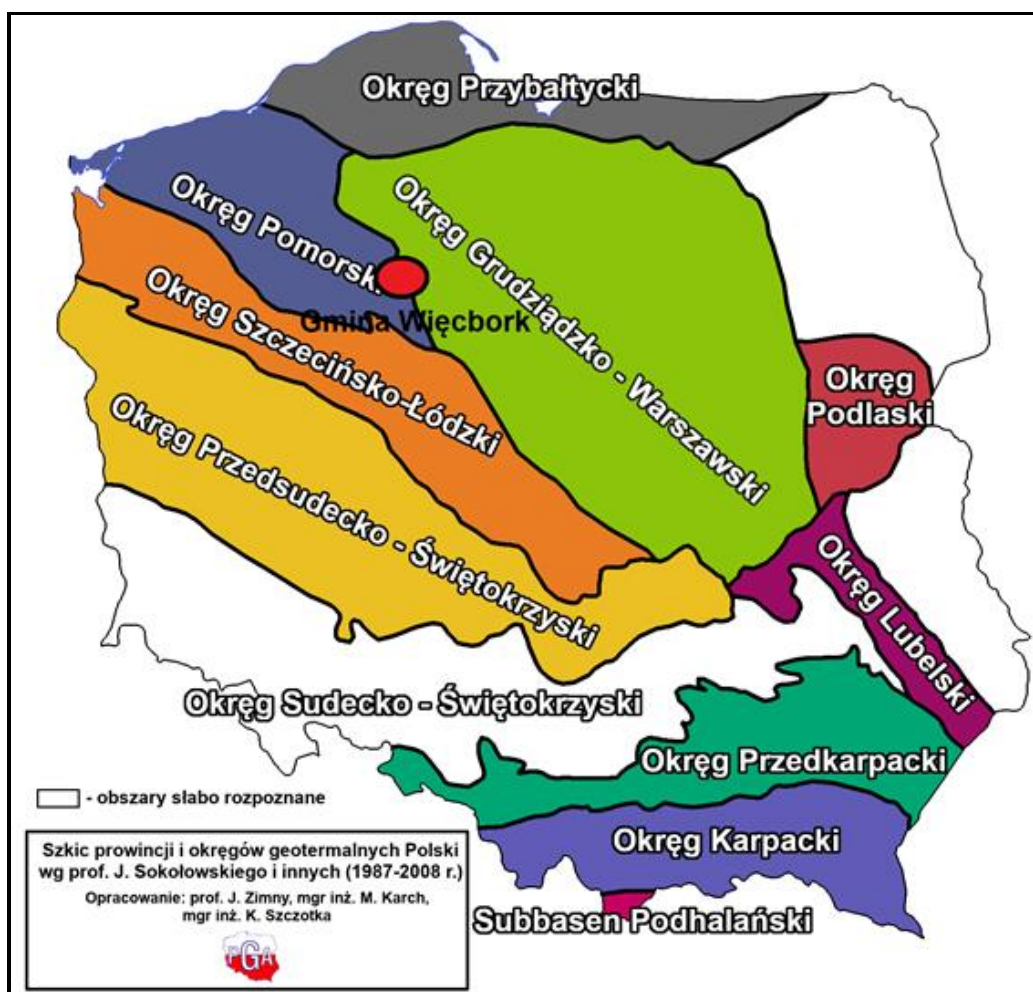 Okręg Przybałtycki
Okręg Pomorsk
Okręg Grudziądzko - Warszawski
Gmina Więcbork
Okręg Szczecińsko-Łódzki
Okręg
Podlaski
Okręg Przedsudecko - Świętokrzyski
Okręg Lubelski
Okręg Sudecko - Świętokrzyski
Okręg Przedkarpacki
- obszary słabo rozpoznane
Okręg Karpacki
Subbasen Podhalański
Szkic prowincji i okręgów geotermalnych Polski
wg prof. J. Sokołowskiego i innych (1987-2008 r.)
Opracowanie: prof. J. Zimny, mgr inż. M. Karch,
mgr inż. K. Szczotka
PGA